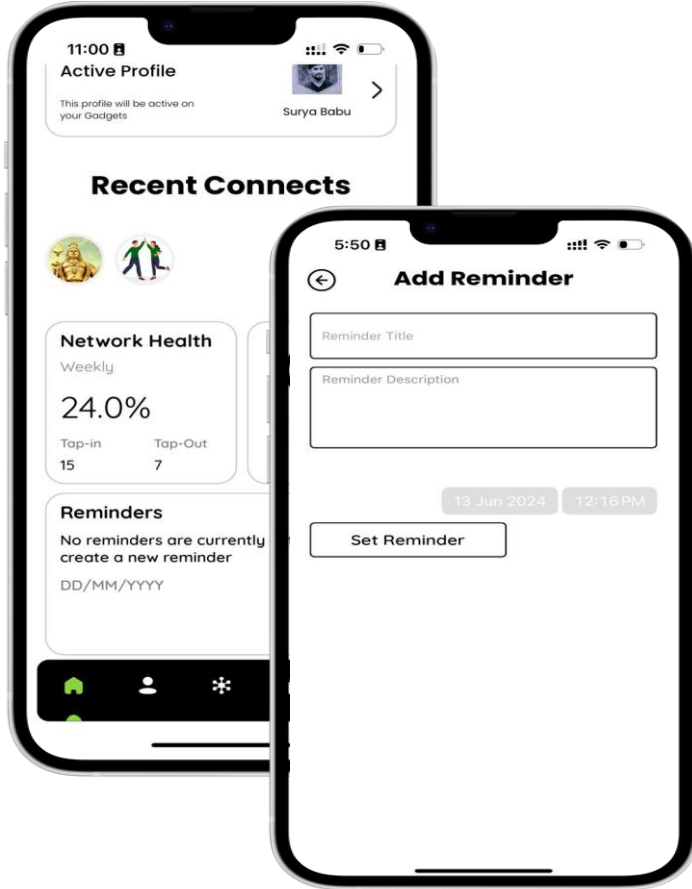 11:00
Active Profile
This profile will be active on
your Gadgets
Surya Babu
Recent Connects
Network Health
Weekly
24.0%
Tap-in Tap-Out
15 7
Reminders
No reminders are currently
create a new reminder
DD/MM/YYYY
5:50
Add Reminder
Reminder Title
Reminder Description
13 Jun 2024 12:16 PM
Set Reminder